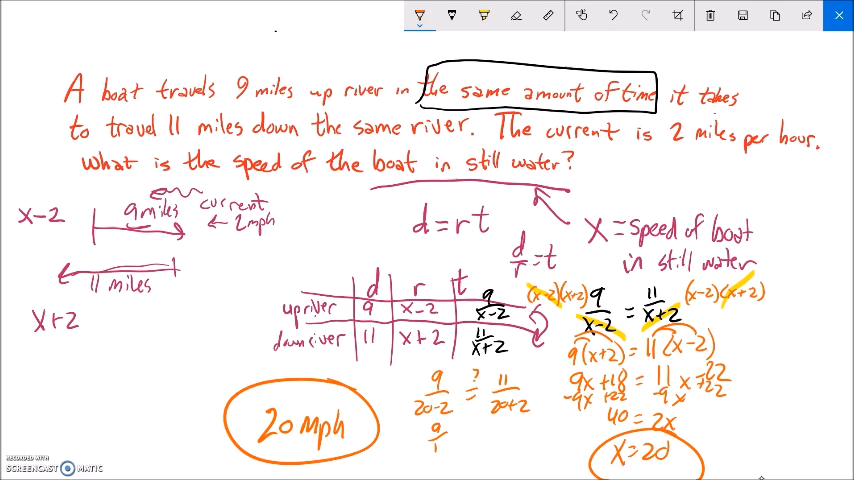 A boat travels 9 miles up river in the same amount of time it takes
to travel 11 miles down the same river. The current is 2 miles per hour.
What is the speed of the boat in still water?
x-2
9 miles
current
← 2mph
11 miles
x+2
d = rt
d/r = t
X = speed of boat
in still water
d r t
upriver 9 x-2 9/(x-2)
downriver 11 x+2 11/(x+2)
(x-2)(x+2) 9/(x-2) = 11/(x+2) (x-2)(x+2)
9(x+2) = 11(x-2)
9x+18 = 11x-22
-9x +22 -9x +22
40 = 2x
x=20
9/(20-2) ?= 11/(20+2)
9/1
20 mph
RECORDED WITH
SCREENCAST MATIC